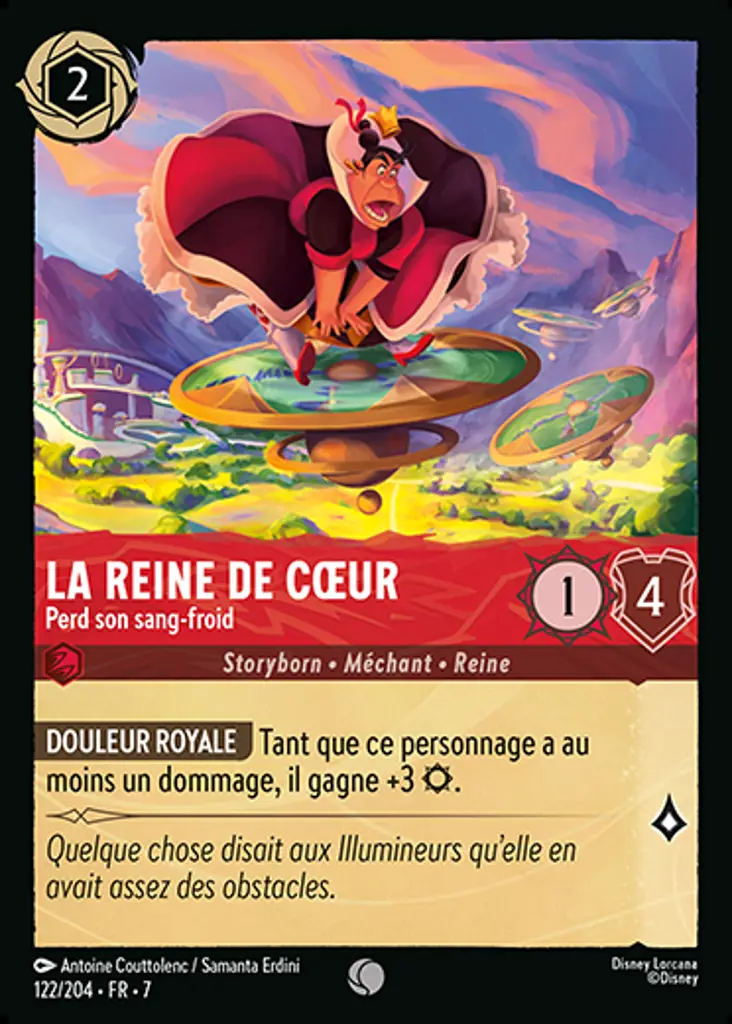 2
LA REINE DE CŒUR
Perd son sang-froid
1
4
Storyborn • Méchant • Reine
DOULEUR ROYALE Tant que ce personnage a au
moins un dommage, il gagne +3 .
Quelque chose disait aux Illumineurs qu'elle en
avait assez des obstacles.
Antoine Couttolenc / Samanta Erdini
122/204 • FR • 7
Disney Lorcana
©Disney